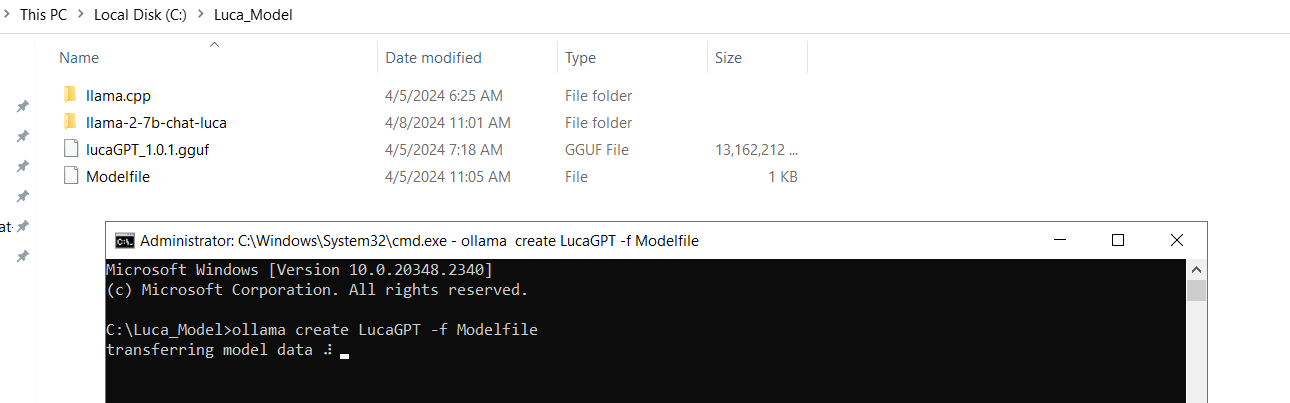 This PC > Local Disk (C:) > Luca_Model
Name Date modified Type Size
llama.cpp 4/5/2024 6:25 AM File folder
llama-2-7b-chat-luca 4/8/2024 11:01 AM File folder
lucaGPT_1.0.1.gguf 4/5/2024 7:18 AM GGUF File 13,162,212 ...
Modelfile 4/5/2024 11:05 AM File 1 KB
at
Administrator: C:\Windows\System32\cmd.exe - ollama  create LucaGPT -f Modelfile
Microsoft Windows [Version 10.0.20348.2340]
(c) Microsoft Corporation. All rights reserved.
C:\Luca_Model>ollama create LucaGPT -f Modelfile
transferring model data